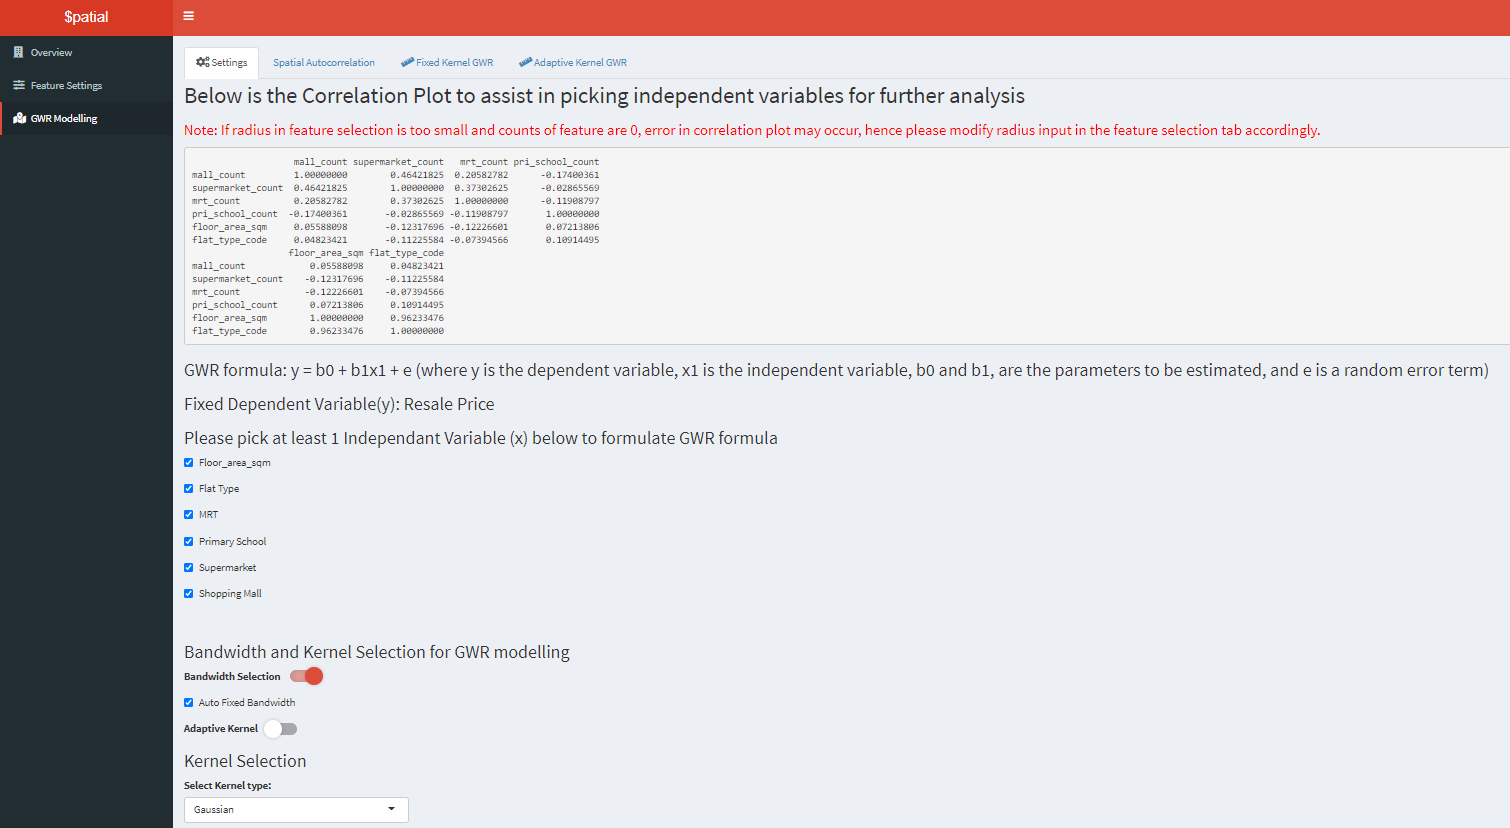 $patial
Overview
Feature Settings
GWR Modelling
Settings
Spatial Autocorrelation
Fixed Kernel GWR
Adaptive Kernel GWR
Below is the Correlation Plot to assist in picking independent variables for further analysis
Note: If radius in feature selection is too small and counts of feature are 0, error in correlation plot may occur, hence please modify radius input in the feature selection tab accordingly.
mall_count supermarket_count mrt_count pri_school_count
mall_count 1.00000000 0.46421825 0.20582782 -0.17400361
supermarket_count 0.46421825 1.00000000 0.37302625 -0.02865569
mrt_count 0.20582782 0.37302625 1.00000000 -0.11908797
pri_school_count -0.17400361 -0.02865569 -0.11908797 1.00000000
floor_area_sqm 0.05588098 -0.12317696 -0.12226601 0.07213806
flat_type_code 0.04823421 -0.11225584 -0.07394566 0.10914495
floor_area_sqm flat_type_code
mall_count 0.05588098 0.04823421
supermarket_count -0.12317696 -0.11225584
mrt_count -0.12226601 -0.07394566
pri_school_count 0.07213806 0.10914495
floor_area_sqm 1.00000000 0.96233476
flat_type_code 0.96233476 1.00000000
GWR formula: y = b0 + b1x1 + e (where y is the dependent variable, x1 is the independent variable, b0 and b1, are the parameters to be estimated, and e is a random error term)
Fixed Dependent Variable(y): Resale Price
Please pick at least 1 Independant Variable (x) below to formulate GWR formula
Floor_area_sqm
Flat Type
MRT
Primary School
Supermarket
Shopping Mall
Bandwidth and Kernel Selection for GWR modelling
Bandwidth Selection
Auto Fixed Bandwidth
Adaptive Kernel
Kernel Selection
Select Kernel type:
Gaussian